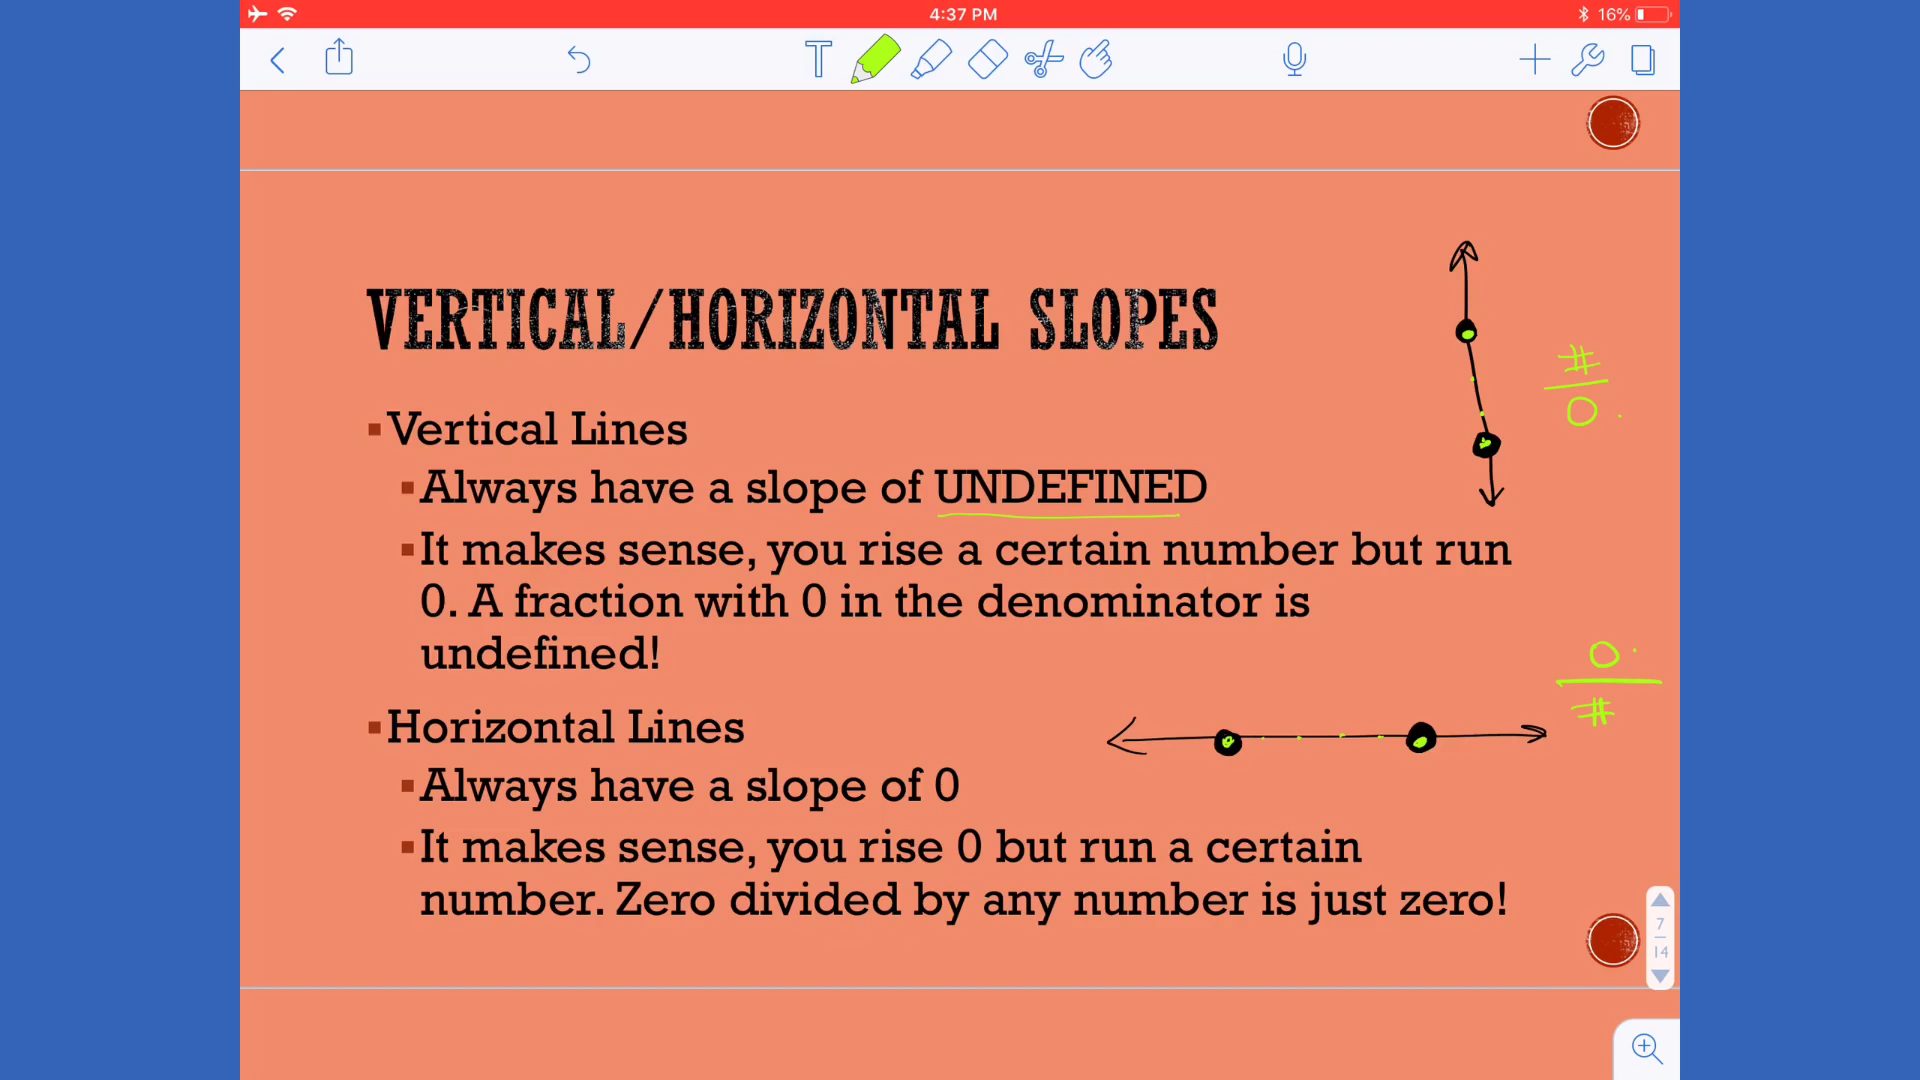 4:37 PM
16%
T
VERTICAL/HORIZONTAL SLOPES
#
0
▪Vertical Lines
▪Always have a slope of UNDEFINED
▪It makes sense, you rise a certain number but run
0. A fraction with 0 in the denominator is
undefined!
0
#
▪Horizontal Lines
▪Always have a slope of 0
▪It makes sense, you rise 0 but run a certain
number. Zero divided by any number is just zero!
7
14